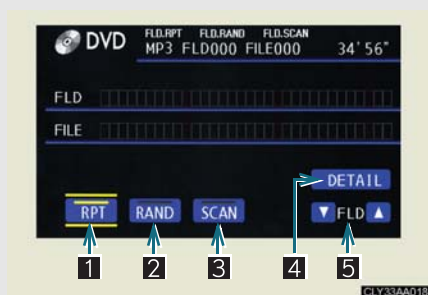 DVD FLD.RPT FLD.RAND FLD.SCAN
MP3 FLD000 FILE000 34'56"
FLD
FILE
DETAIL
RPT RAND SCAN ▼ FLD ▲
4
1 2 3 5
CLY33AA018